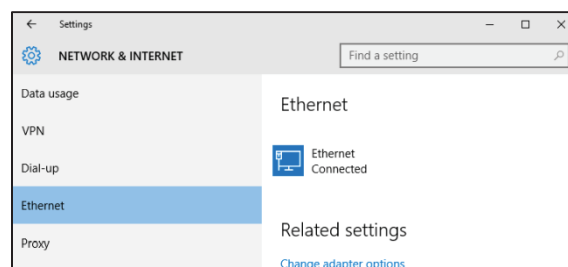 Settings
NETWORK & INTERNET
Find a setting
Data usage
VPN
Dial-up
Ethernet
Proxy
Ethernet
Ethernet
Connected
Related settings
Change adapter options